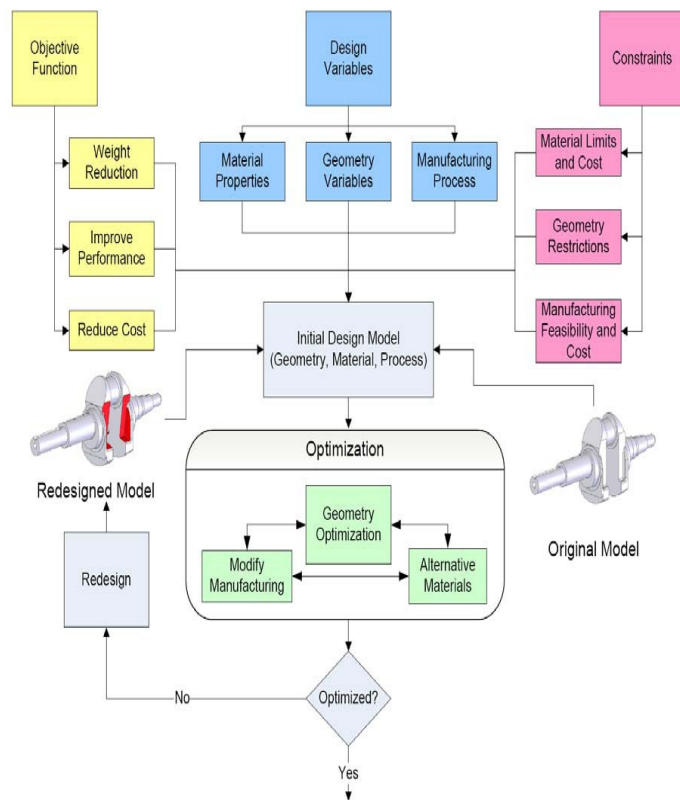 Objective
Function
Design
Variables
Constraints
Weight
Reduction
Improve
Performance
Reduce Cost
Material
Properties
Geometry
Variables
Manufacturing
Process
Material Limits
and Cost
Geometry
Restrictions
Manufacturing
Feasibility and
Cost
Initial Design Model
(Geometry, Material, Process)
Redesigned Model
Original Model
Optimization
Geometry
Optimization
Modify
Manufacturing
Alternative
Materials
Redesign
No
Optimized?
Yes